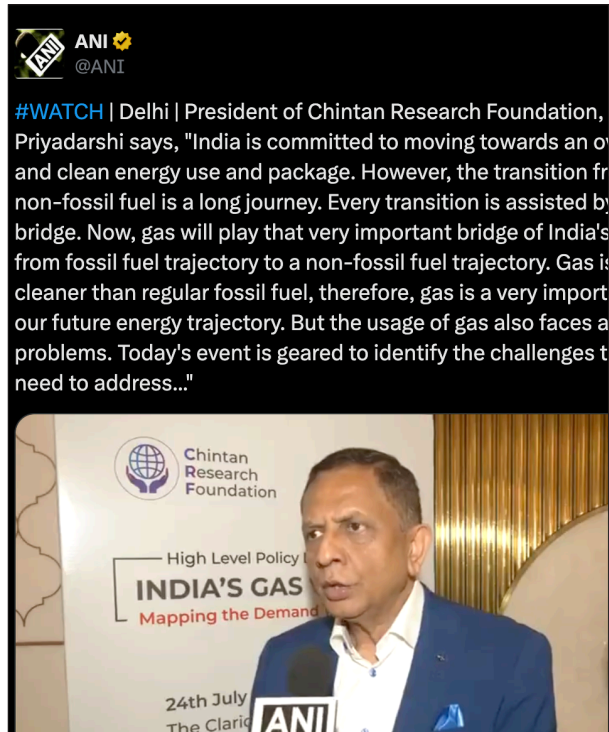 ANI
ANI
@ANI
#WATCH | Delhi | President of Chintan Research Foundation,
Priyadarshi says, "India is committed to moving towards an
and clean energy use and package. However, the transition
non-fossil fuel is a long journey. Every transition is assisted
bridge. Now, gas will play that very important bridge of India's
from fossil fuel trajectory to a non-fossil fuel trajectory. Gas
cleaner than regular fossil fuel, therefore, gas is a very
our future energy trajectory. But the usage of gas also faces a
problems. Today's event is geared to identify the challenges
need to address..."
Chintan
Research
Foundation
High Level Policy
INDIA'S GAS
Mapping the Demand
24th July
The
ANI